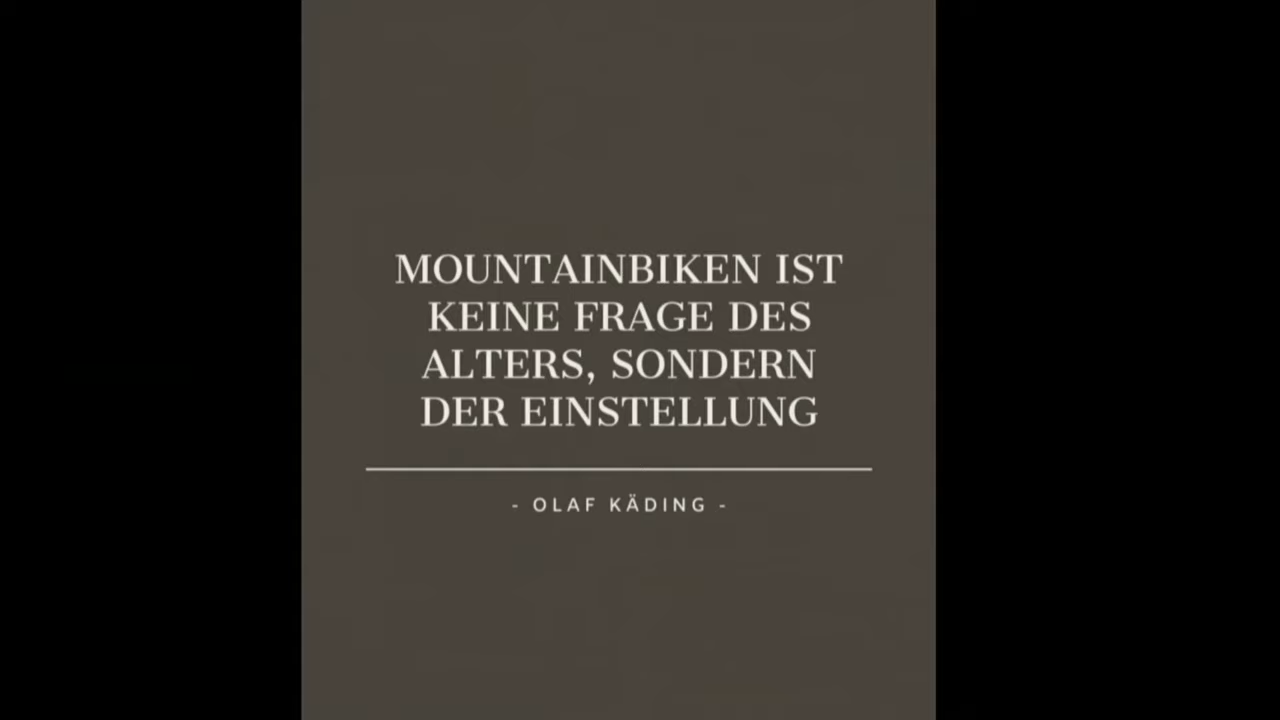 MOUNTAINBIKEN IST
KEINE FRAGE DES
ALTERS, SONDERN
DER EINSTELLUNG
- OLAF KÄDING -